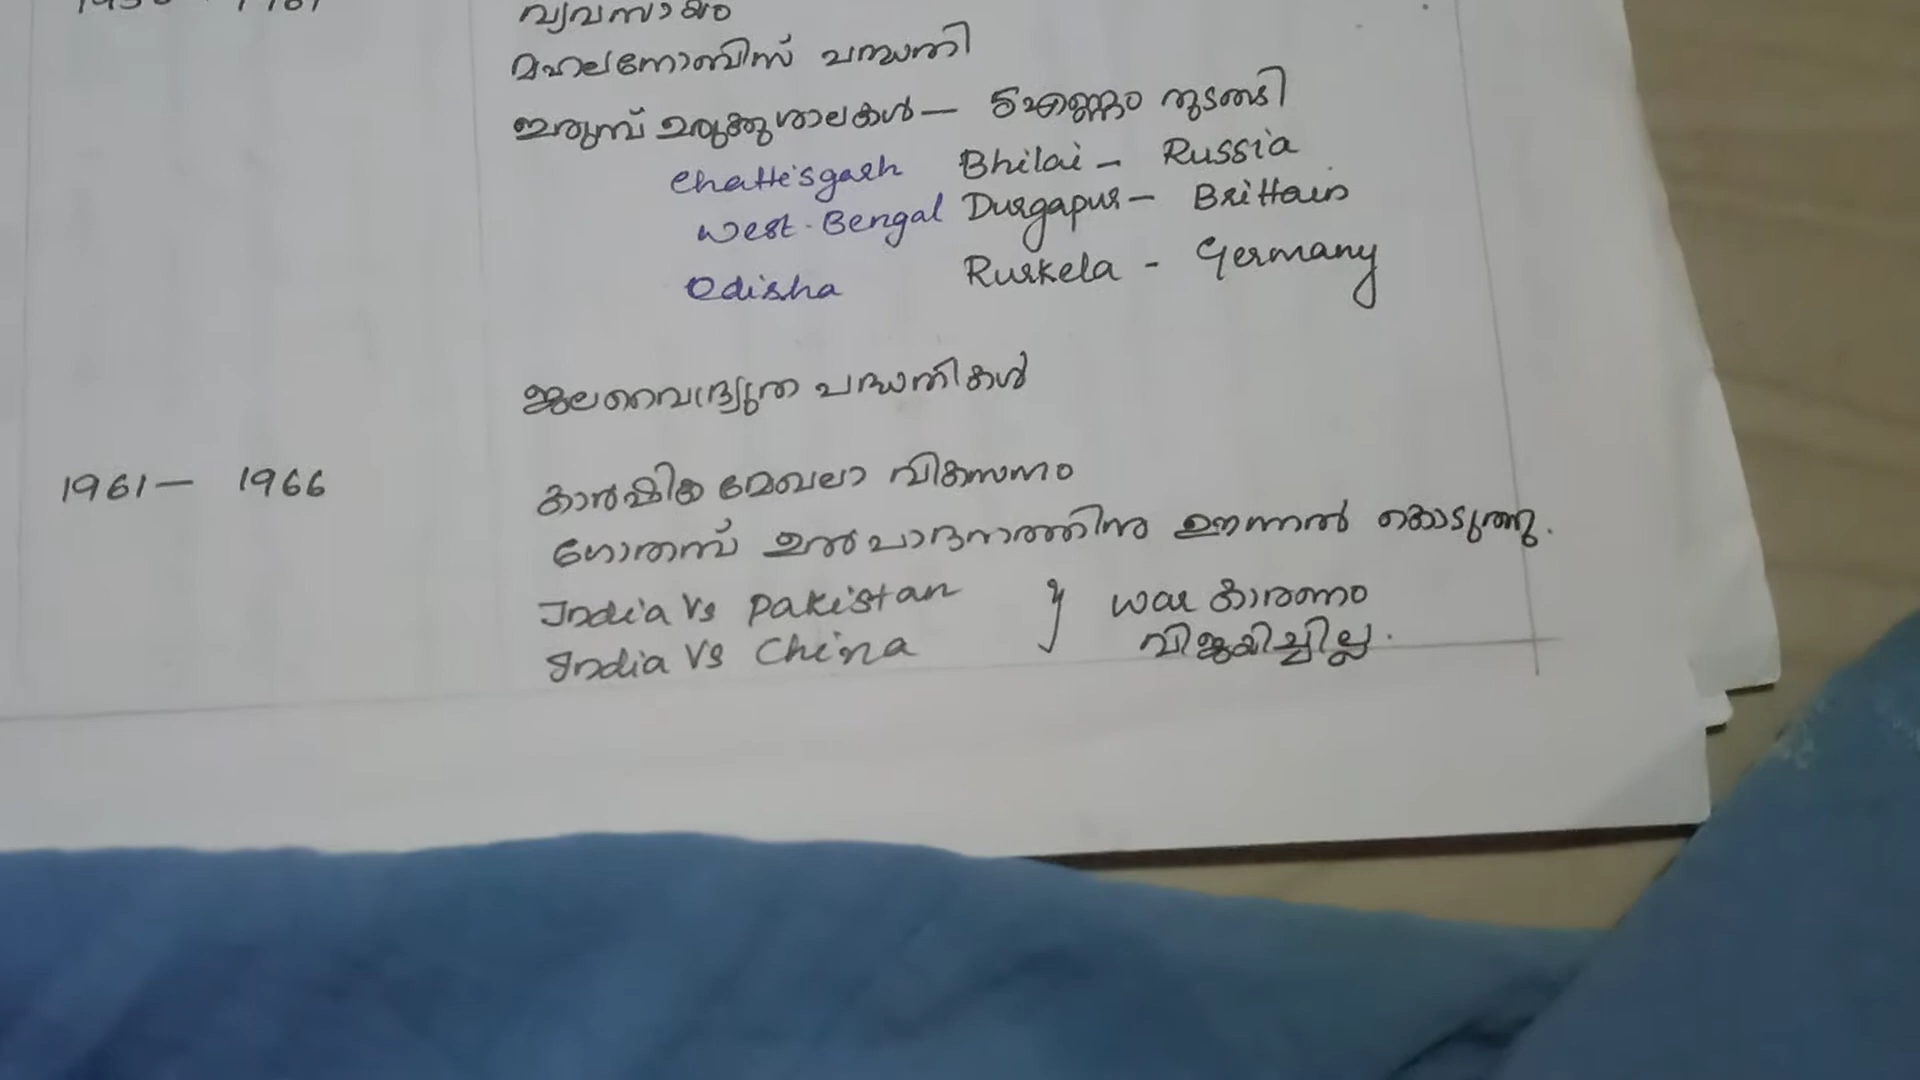 വ്യവസായം
മഹലനോബിസ് പദ്ധതി
ഇരുമ്പ് ഉരുക്കുശാലകൾ — തുടങ്ങി
Chattisgarh Bhilai - Russia
West-Bengal Durgapur - Brittain
Odisha Rurkela - Germany
ജലവൈദ്യുത പദ്ധതികൾ
1961 — 1966 കാർഷിക മേഖലാ വികസനം
ഗോതമ്പ് ഉൽപാദനത്തിനു ഊന്നൽ കൊടുത്തു.
India Vs Pakistan } war കാരണം
India Vs China വിജയിച്ചില്ല.